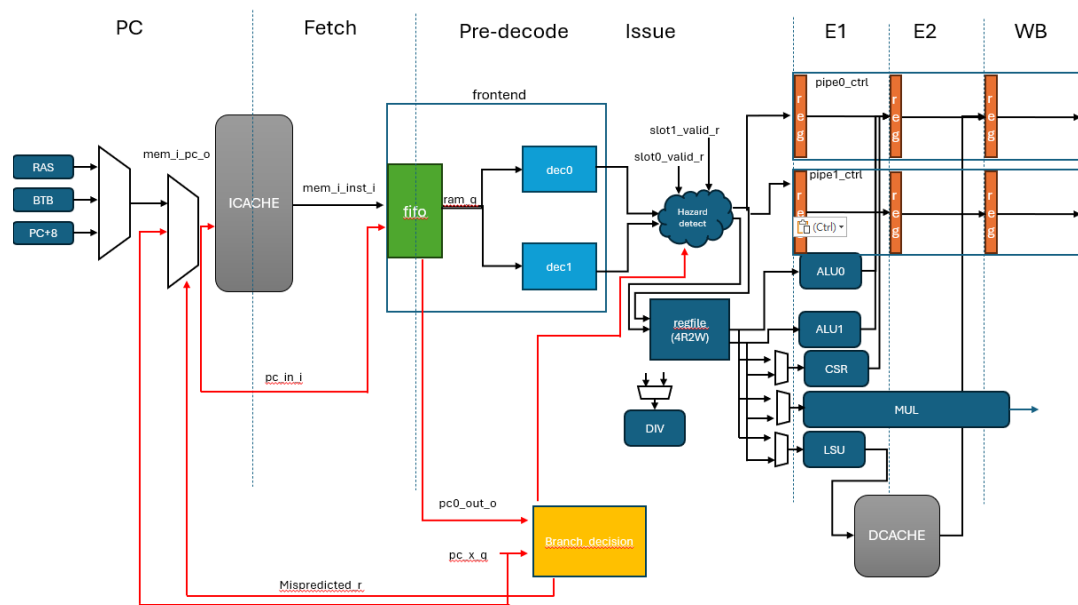 PC
Fetch
Pre-decode
Issue
E1
E2
WB
frontend
pipe0_ctrl
r
e
g
r
e
g
r
e
g
slot1_valid_r
slot0_valid_r
mem_i_pc_o
RAS
BTB
PC+8
ICACHE
mem_i_inst_i
fifo
ram_q
dec0
dec1
Hazard
detect
pipe1_ctrl
r
e
(Ctrl)
r
e
g
r
e
g
ALU0
regfile
(4R2W)
ALU1
CSR
MUL
LSU
DIV
pc_in_i
pc0_out_o
Branch_decision
pc_x_q
DCACHE
Mispredicted_r